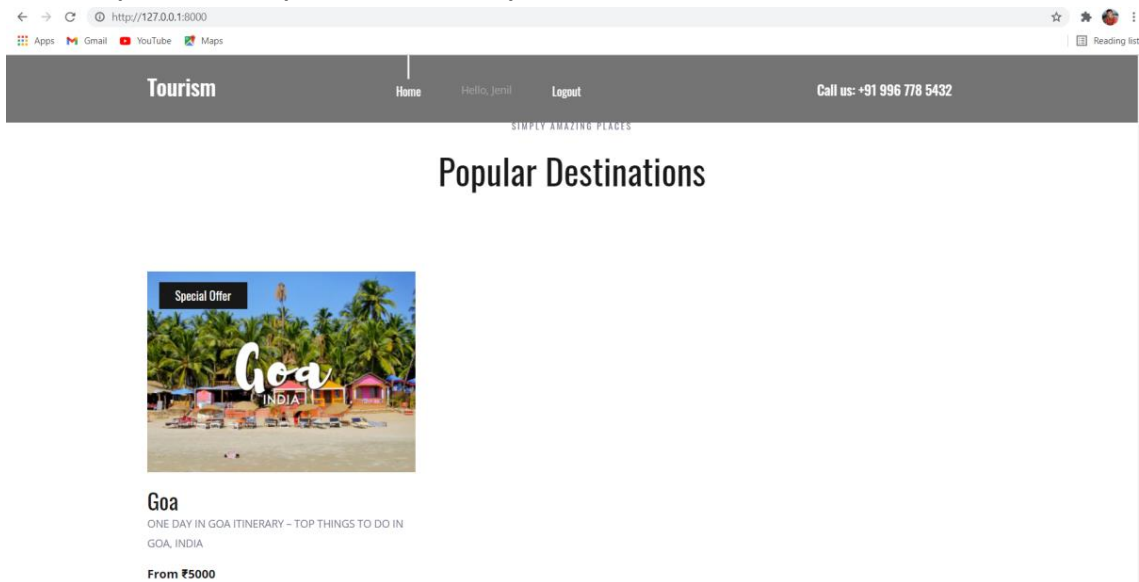 http://127.0.0.1:8000
Apps Gmail YouTube Maps Reading list
Tourism Home Hello, Jenil Logout Call us: +91 996 778 5432
SIMPLY AMAZING PLACES
Popular Destinations
Special Offer
Goa
INDIA
Goa
ONE DAY IN GOA ITINERARY – TOP THINGS TO DO IN
GOA, INDIA
From ₹5000